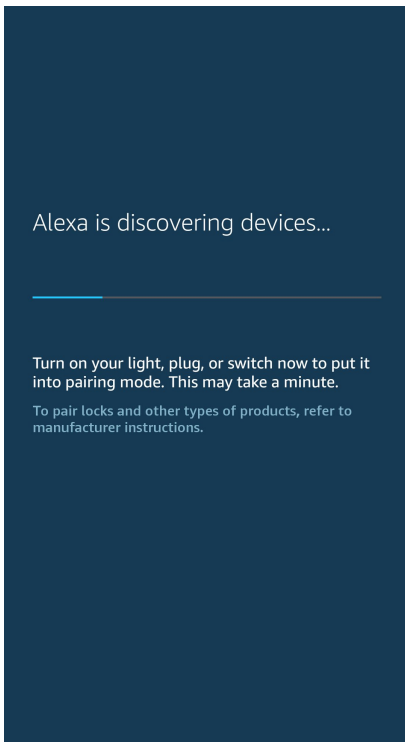 Alexa is discovering devices...
Turn on your light, plug, or switch now to put it
into pairing mode. This may take a minute.
To pair locks and other types of products, refer to
manufacturer instructions.